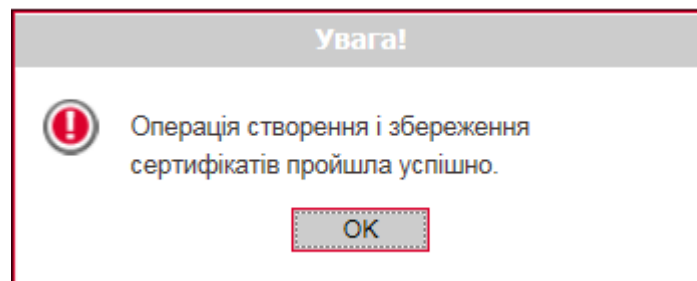 Увага!
Операція створення і збереження
сертифікатів пройшла успішно.
OK